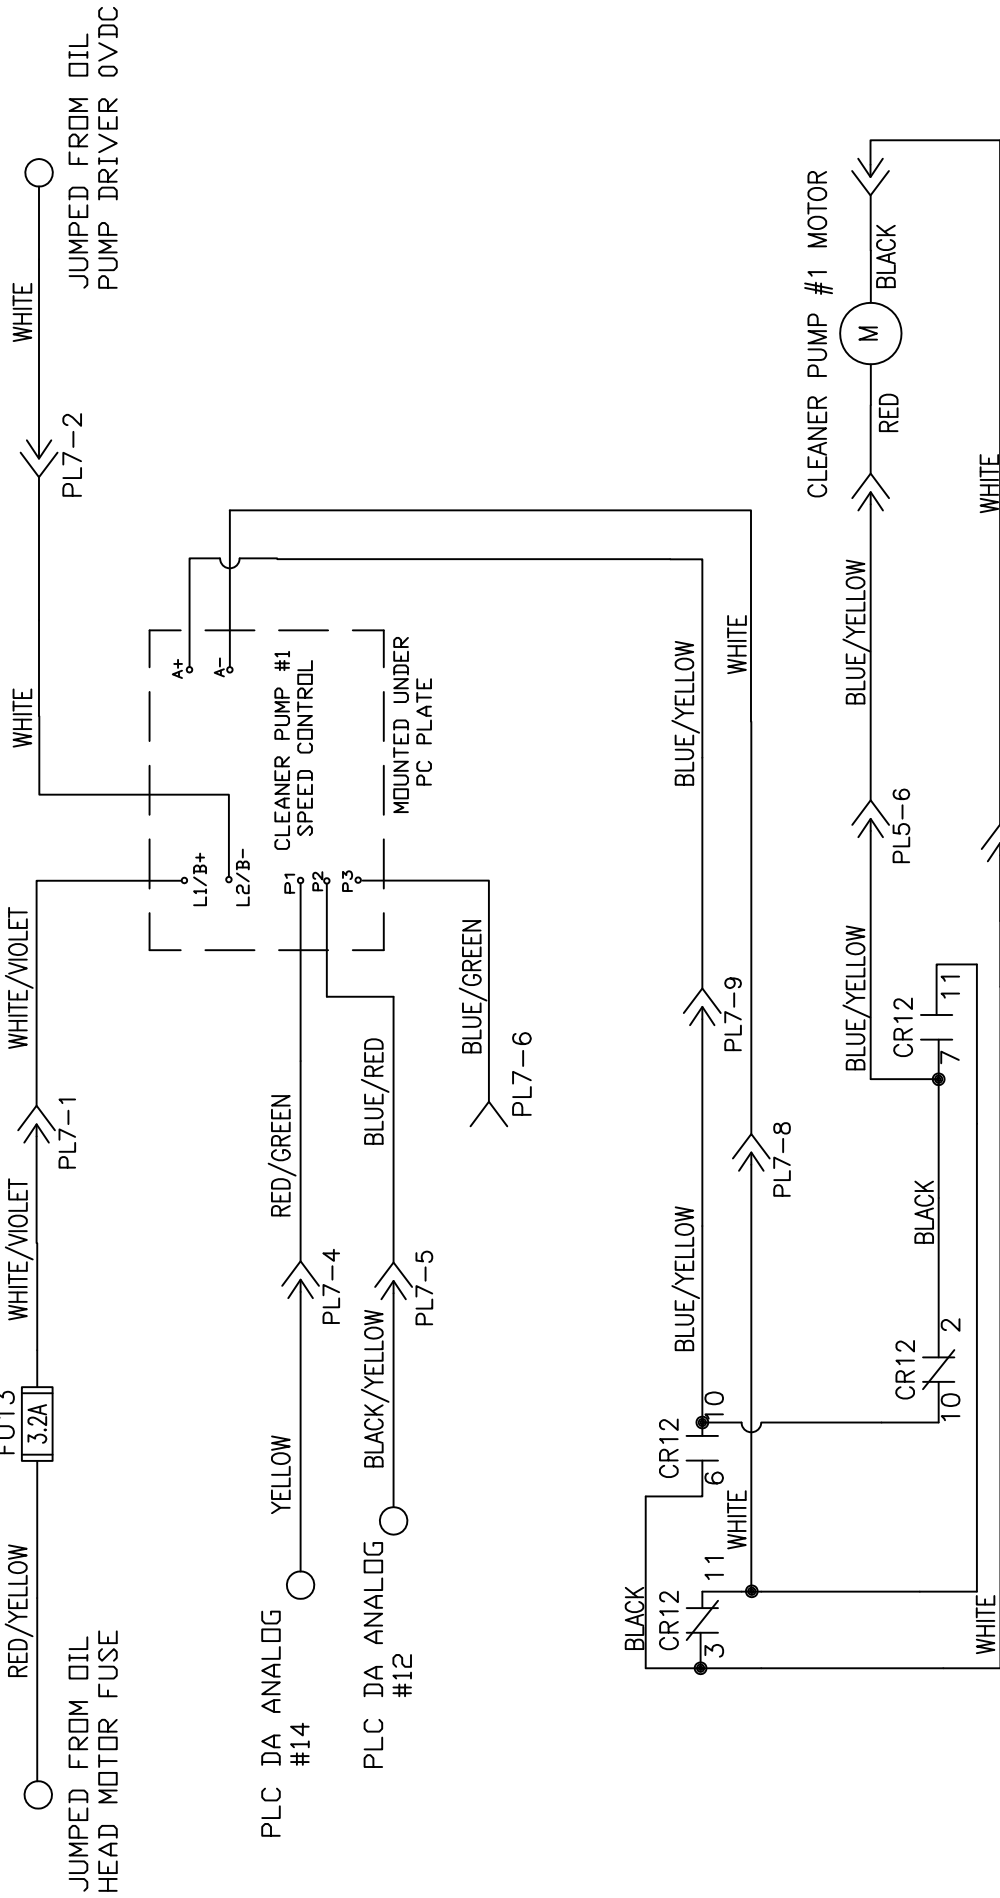 RED/YELLOW
3.2A
WHITE/VIOLET
PL7-1
WHITE/VIOLET
WHITE
PL7-2
WHITE
JUMPED FROM OIL
HEAD MOTOR FUSE
JUMPED FROM OIL
PUMP DRIVER 0VDC
L1/B+
L2/B-
A+
A-
P1
P2
P3
CLEANER PUMP #1
SPEED CONTROL
MOUNTED UNDER
PC PLATE
PLC DA ANALOG
#14
YELLOW
PL7-4
RED/GREEN
PLC DA ANALOG
#12
BLACK/YELLOW
PL7-5
BLUE/RED
BLUE/GREEN
PL7-6
BLACK
CR12
3
11
WHITE
CR12
6
10
BLUE/YELLOW
PL7-9
BLUE/YELLOW
PL7-8
WHITE
CR12
10
2
BLACK
CR12
7
11
BLUE/YELLOW
PL5-6
BLUE/YELLOW
RED
M
BLACK
CLEANER PUMP #1 MOTOR
WHITE
WHITE